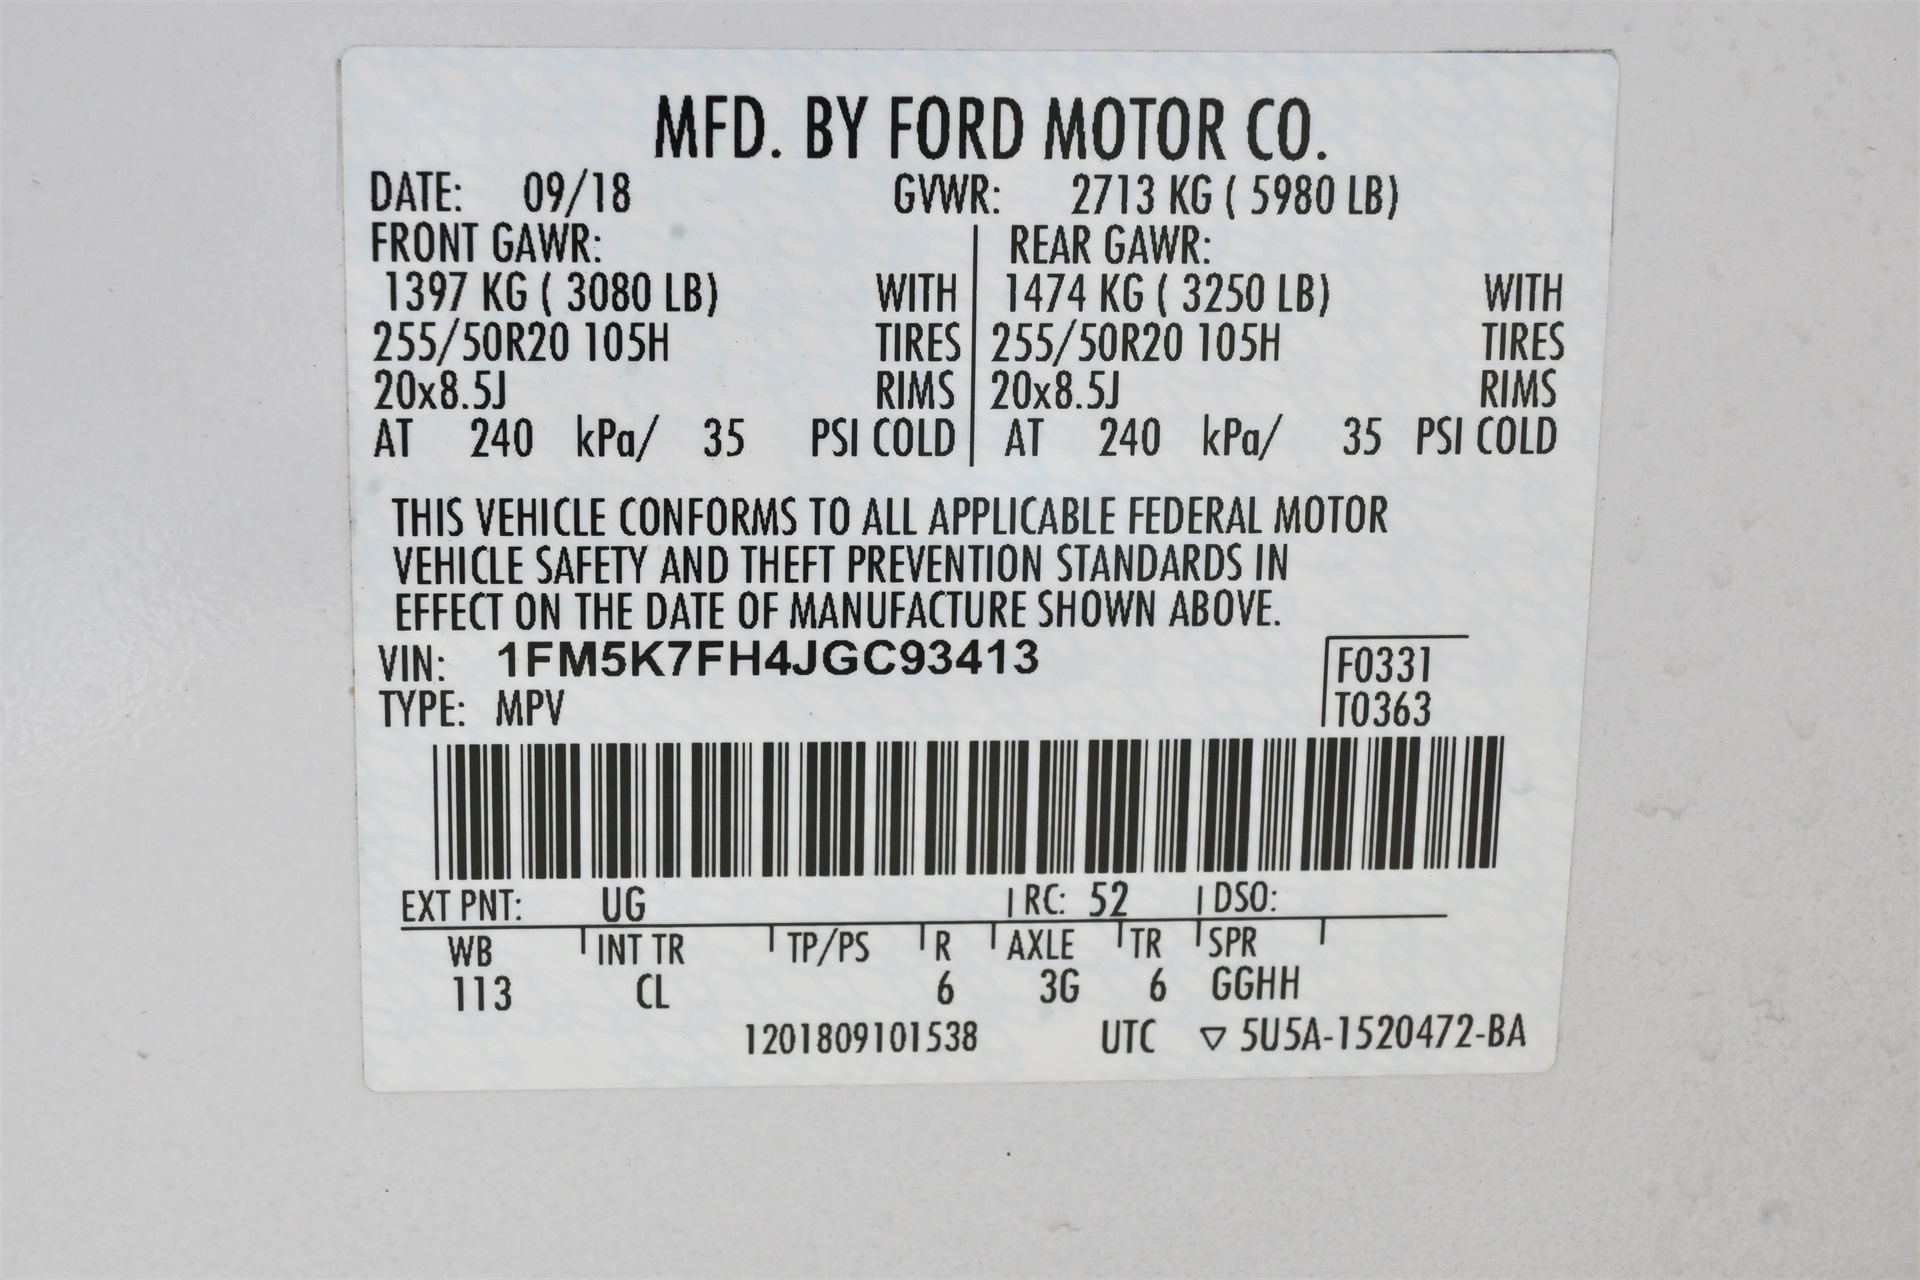 MFD. BY FORD MOTOR CO.
DATE: 09/18 GVWR: 2713 KG ( 5980 LB)
FRONT GAWR: REAR GAWR:
1397 KG ( 3080 LB) WITH 1474 KG ( 3250 LB) WITH
255/50R20 105H TIRES 255/50R20 105H TIRES
20x8.5J RIMS 20x8.5J RIMS
AT 240 kPa/ 35 PSI COLD AT 240 kPa/ 35 PSI COLD
THIS VEHICLE CONFORMS TO ALL APPLICABLE FEDERAL MOTOR
VEHICLE SAFETY AND THEFT PREVENTION STANDARDS IN
EFFECT ON THE DATE OF MANUFACTURE SHOWN ABOVE.
VIN: 1FM5K7FH4JGC93413 F0331
TYPE: MPV T0363
EXT PNT: UG RC: 52 DSO:
WB INT TR TP/PS R AXLE TR SPR
113 CL 6 3G 6 GGHH
1201809101538 UTC ▽ 5U5A-1520472-BA